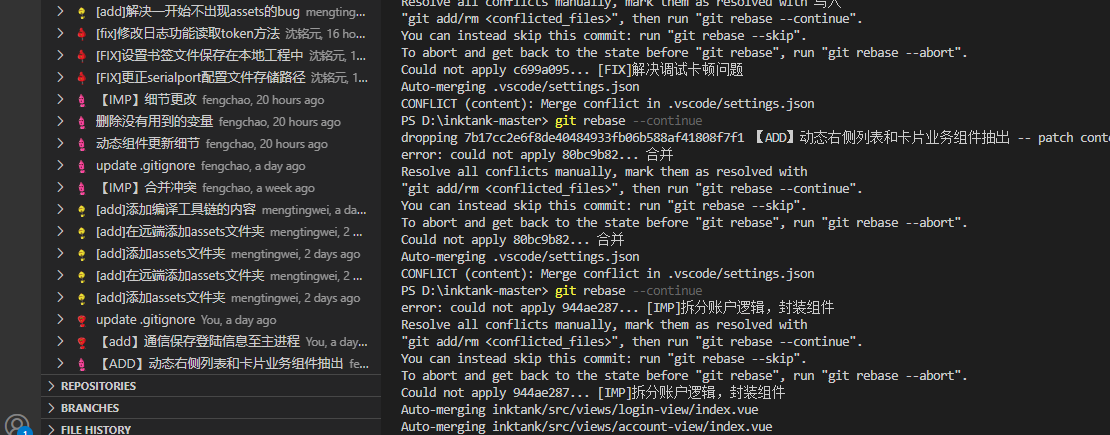 [add]解决一开始不出现assets的bug mengtin...
[fix]修改日志功能读取token方法 沈铭元, 16 ho...
[FIX]设置书签文件保存在本地工程中 沈铭元, 1...
[FIX]更正serialport配置文件存储路径 沈铭元, 1...
【IMP】细节更改 fengchao, 20 hours ago
删除没有用到的变量 fengchao, 20 hours ago
动态组件更新细节 fengchao, 20 hours ago
update .gitignore fengchao, a day ago
【IMP】合并冲突 fengchao, a week ago
[add]添加编译工具链的内容 mengtingwei, a da...
[add]在远端添加assets文件夹 mengtingwei, 2 ...
[add]添加assets文件夹 mengtingwei, 2 days ago
[add]在远端添加assets文件夹 mengtingwei, 2 ...
[add]添加assets文件夹 mengtingwei, 2 days ago
update .gitignore You, a day ago
【add】通信保存登陆信息至主进程 You, a day...
【ADD】动态右侧列表和卡片业务组件抽出 fe...
REPOSITORIES
BRANCHES
FILE HISTORY
1
Resolve all conflicts manually, mark them as resolved with
"git add/rm <conflicted_files>", then run "git rebase --continue".
You can instead skip this commit: run "git rebase --skip".
To abort and get back to the state before "git rebase", run "git rebase --abort".
Could not apply c699a095... [FIX]解决调试卡顿问题
Auto-merging .vscode/settings.json
CONFLICT (content): Merge conflict in .vscode/settings.json
PS D:\inktank-master> git rebase --continue
dropping 7b17cc2e6f8de40484933fb06b588af41808f7f1 【ADD】动态右侧列表和卡片业务组件抽出 -- patch conte
error: could not apply 80bc9b82... 合并
Resolve all conflicts manually, mark them as resolved with
"git add/rm <conflicted_files>", then run "git rebase --continue".
You can instead skip this commit: run "git rebase --skip".
To abort and get back to the state before "git rebase", run "git rebase --abort".
Could not apply 80bc9b82... 合并
Auto-merging .vscode/settings.json
CONFLICT (content): Merge conflict in .vscode/settings.json
PS D:\inktank-master> git rebase --continue
error: could not apply 944ae287... [IMP]拆分账户逻辑，封装组件
Resolve all conflicts manually, mark them as resolved with
"git add/rm <conflicted_files>", then run "git rebase --continue".
You can instead skip this commit: run "git rebase --skip".
To abort and get back to the state before "git rebase", run "git rebase --abort".
Could not apply 944ae287... [IMP]拆分账户逻辑，封装组件
Auto-merging inktank/src/views/login-view/index.vue
Auto-merging inktank/src/views/account-view/index.vue